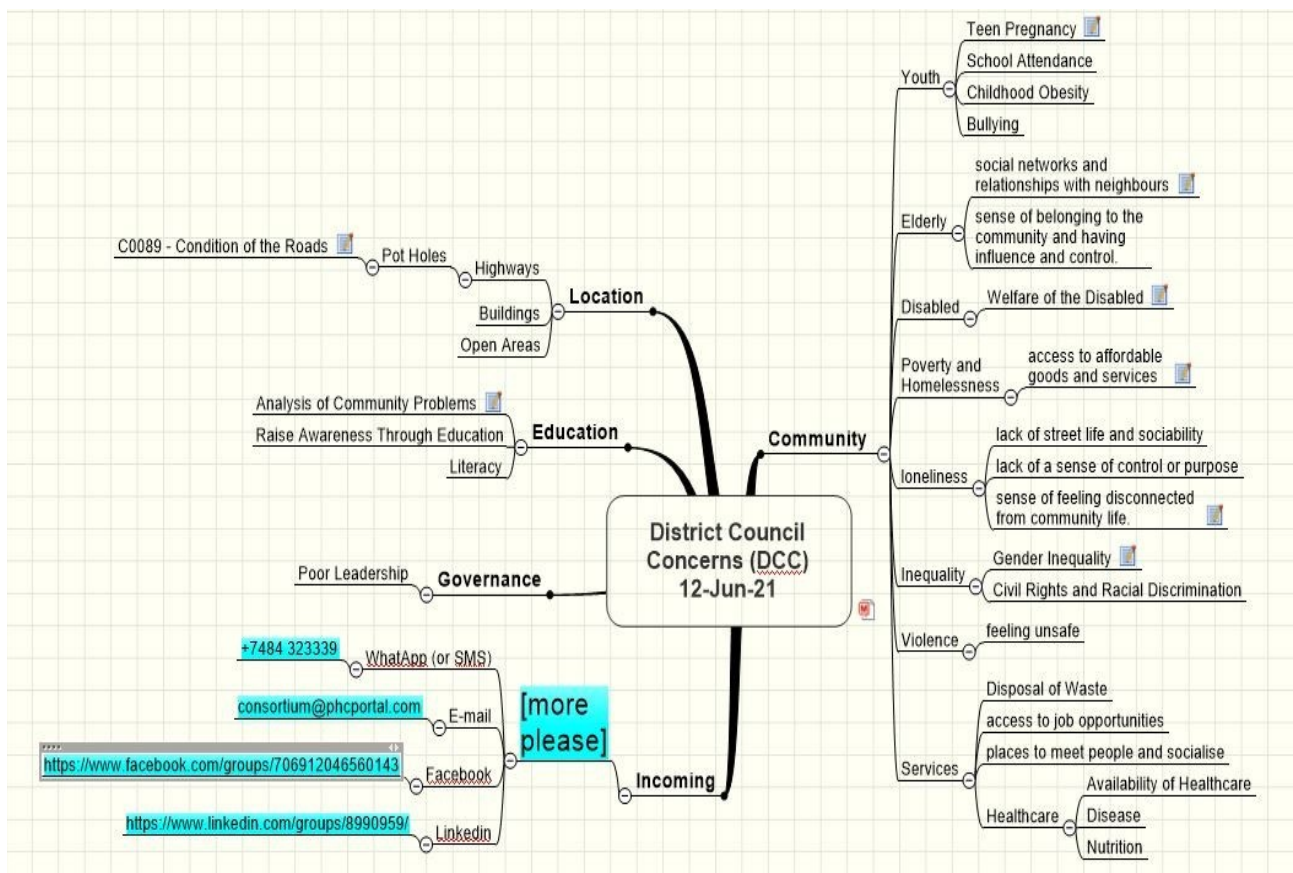 District Council
Concerns (DCC)
12-Jun-21
Location
Highways
Pot Holes
C0089 - Condition of the Roads
Buildings
Open Areas
Education
Analysis of Community Problems
Raise Awareness Through Education
Literacy
Governance
Poor Leadership
Incoming
[more
please]
WhatApp (or SMS)
+7484 323339
E-mail
consortium@phcportal.com
Facebook
https://www.facebook.com/groups/706912046560143
Linkedin
https://www.linkedin.com/groups/8990959/
Community
Youth
Teen Pregnancy
School Attendance
Childhood Obesity
Bullying
Elderly
social networks and
relationships with neighbours
sense of belonging to the
community and having
influence and control.
Disabled
Welfare of the Disabled
Poverty and
Homelessness
access to affordable
goods and services
loneliness
lack of street life and sociability
lack of a sense of control or purpose
sense of feeling disconnected
from community life.
Inequality
Gender Inequality
Civil Rights and Racial Discrimination
Violence
feeling unsafe
Services
Disposal of Waste
access to job opportunities
places to meet people and socialise
Healthcare
Availability of Healthcare
Disease
Nutrition